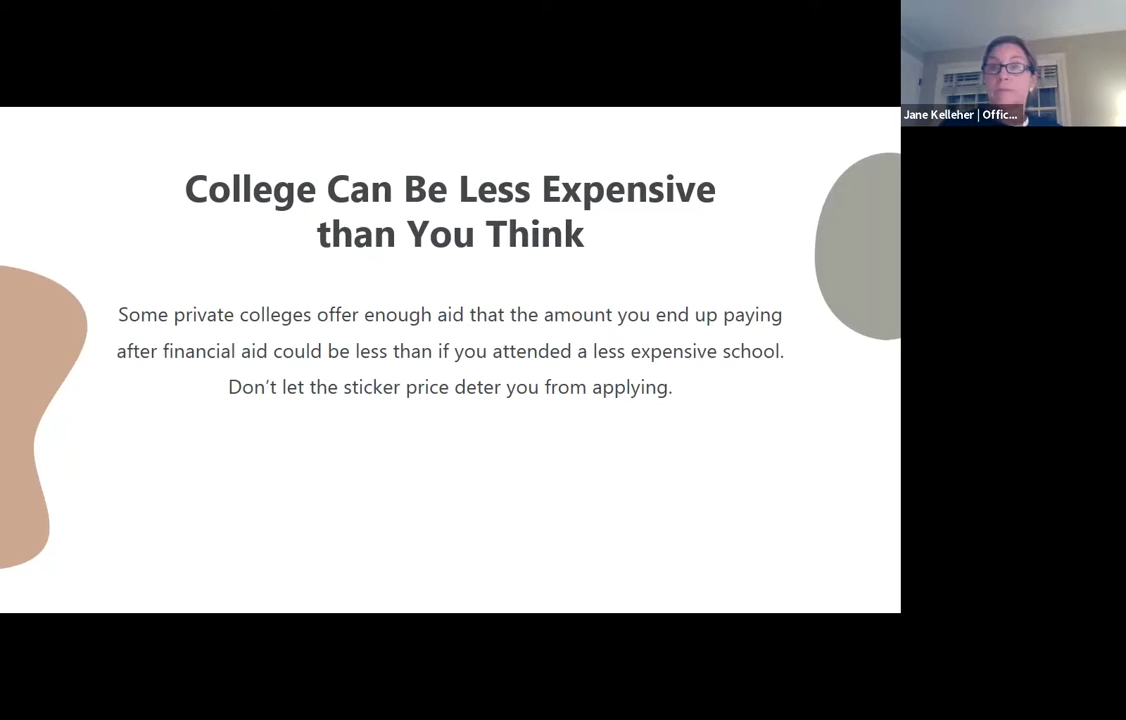 College Can Be Less Expensive
than You Think
Some private colleges offer enough aid that the amount you end up paying
after financial aid could be less than if you attended a less expensive school.
Don’t let the sticker price deter you from applying.
Jane Kelleher | Offic...